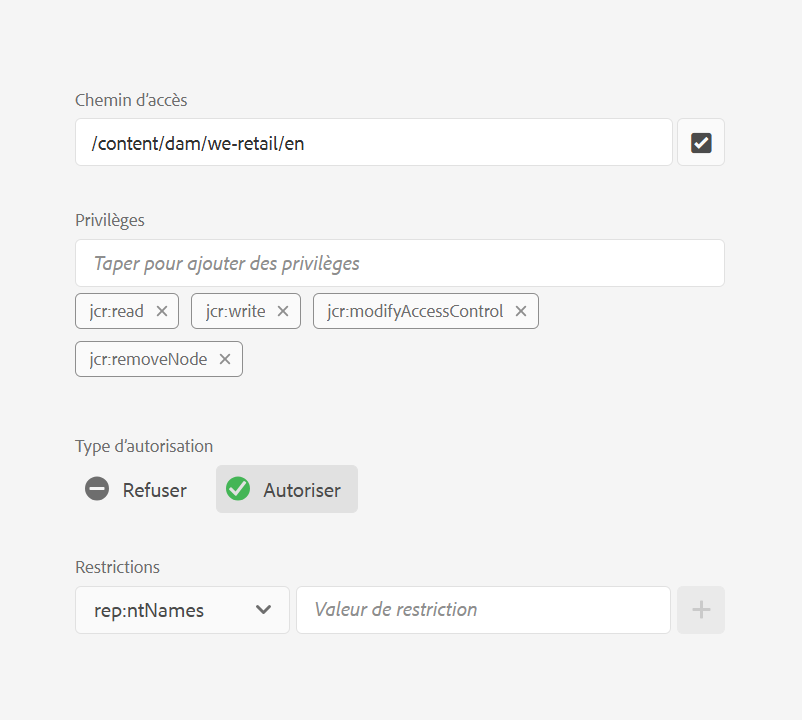 Chemin d’accès
/content/dam/we-retail/en
Privilèges
Taper pour ajouter des privilèges
jcr:read
jcr:write
jcr:modifyAccessControl
jcr:removeNode
Type d’autorisation
Refuser
Autoriser
Restrictions
rep:ntNames
Valeur de restriction